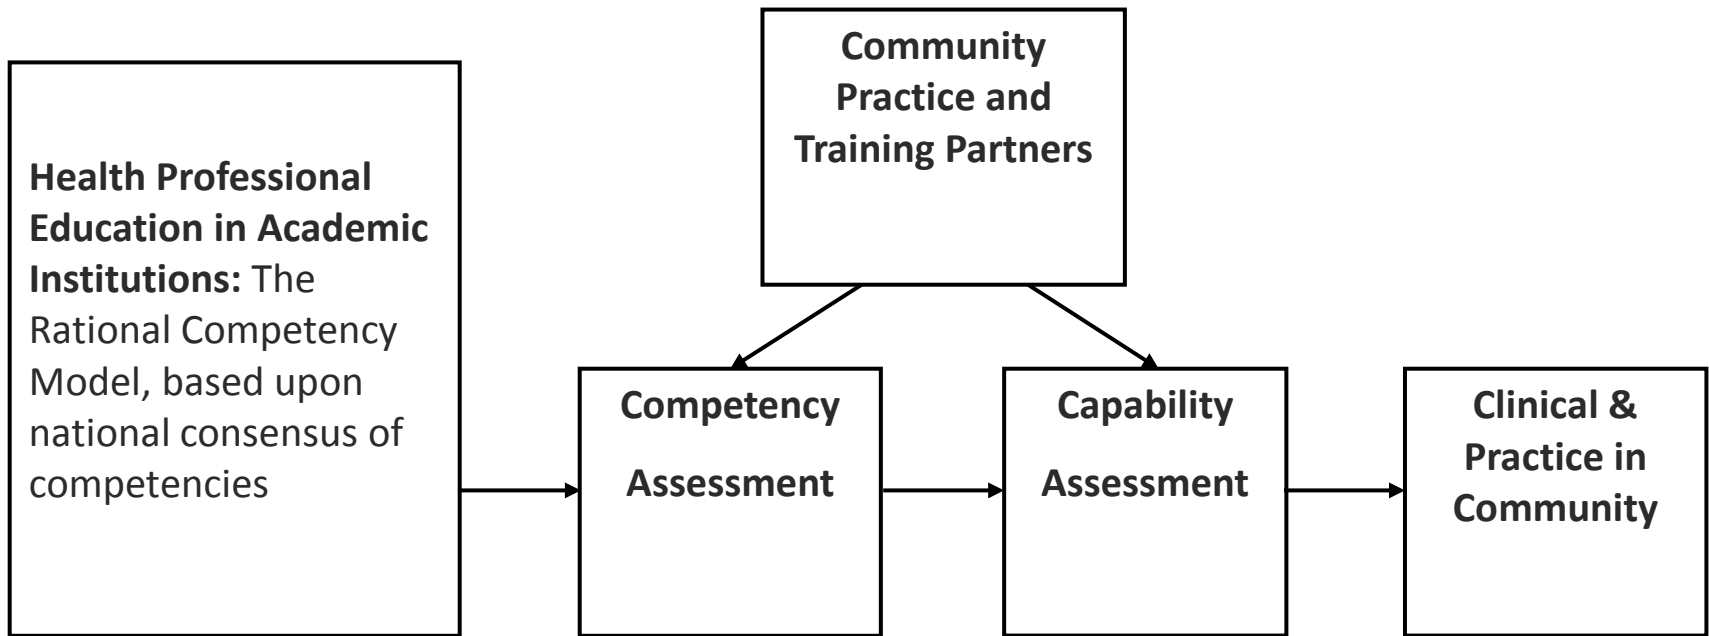 Health Professional
Education in Academic
Institutions: The
Rational Competency
Model, based upon
national consensus of
competencies
Community
Practice and
Training Partners
Competency
Assessment
Capability
Assessment
Clinical &
Practice in
Community